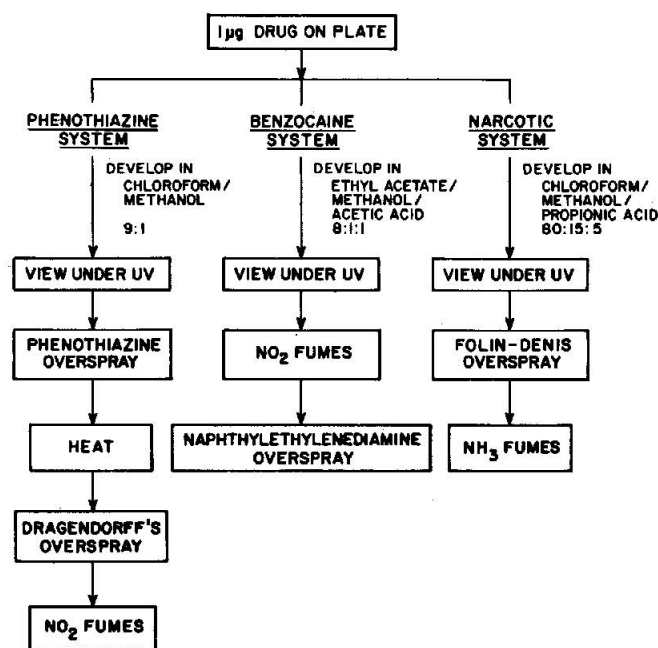 1μg DRUG ON PLATE
PHENOTHIAZINE
SYSTEM
DEVELOP IN
CHLOROFORM/
METHANOL
9:1
VIEW UNDER UV
PHENOTHIAZINE
OVERSPRAY
HEAT
DRAGENDORFF'S
OVERSPRAY
NO₂ FUMES
BENZOCAINE
SYSTEM
DEVELOP IN
ETHYL ACETATE/
METHANOL/
ACETIC ACID
8:1:1
VIEW UNDER UV
NO₂ FUMES
NAPHTHYLETHYLENEDIAMINE
OVERSPRAY
NARCOTIC
SYSTEM
DEVELOP IN
CHLOROFORM/
METHANOL/
PROPIONIC ACID
80:15:5
VIEW UNDER UV
FOLIN-DENIS
OVERSPRAY
NH₃ FUMES